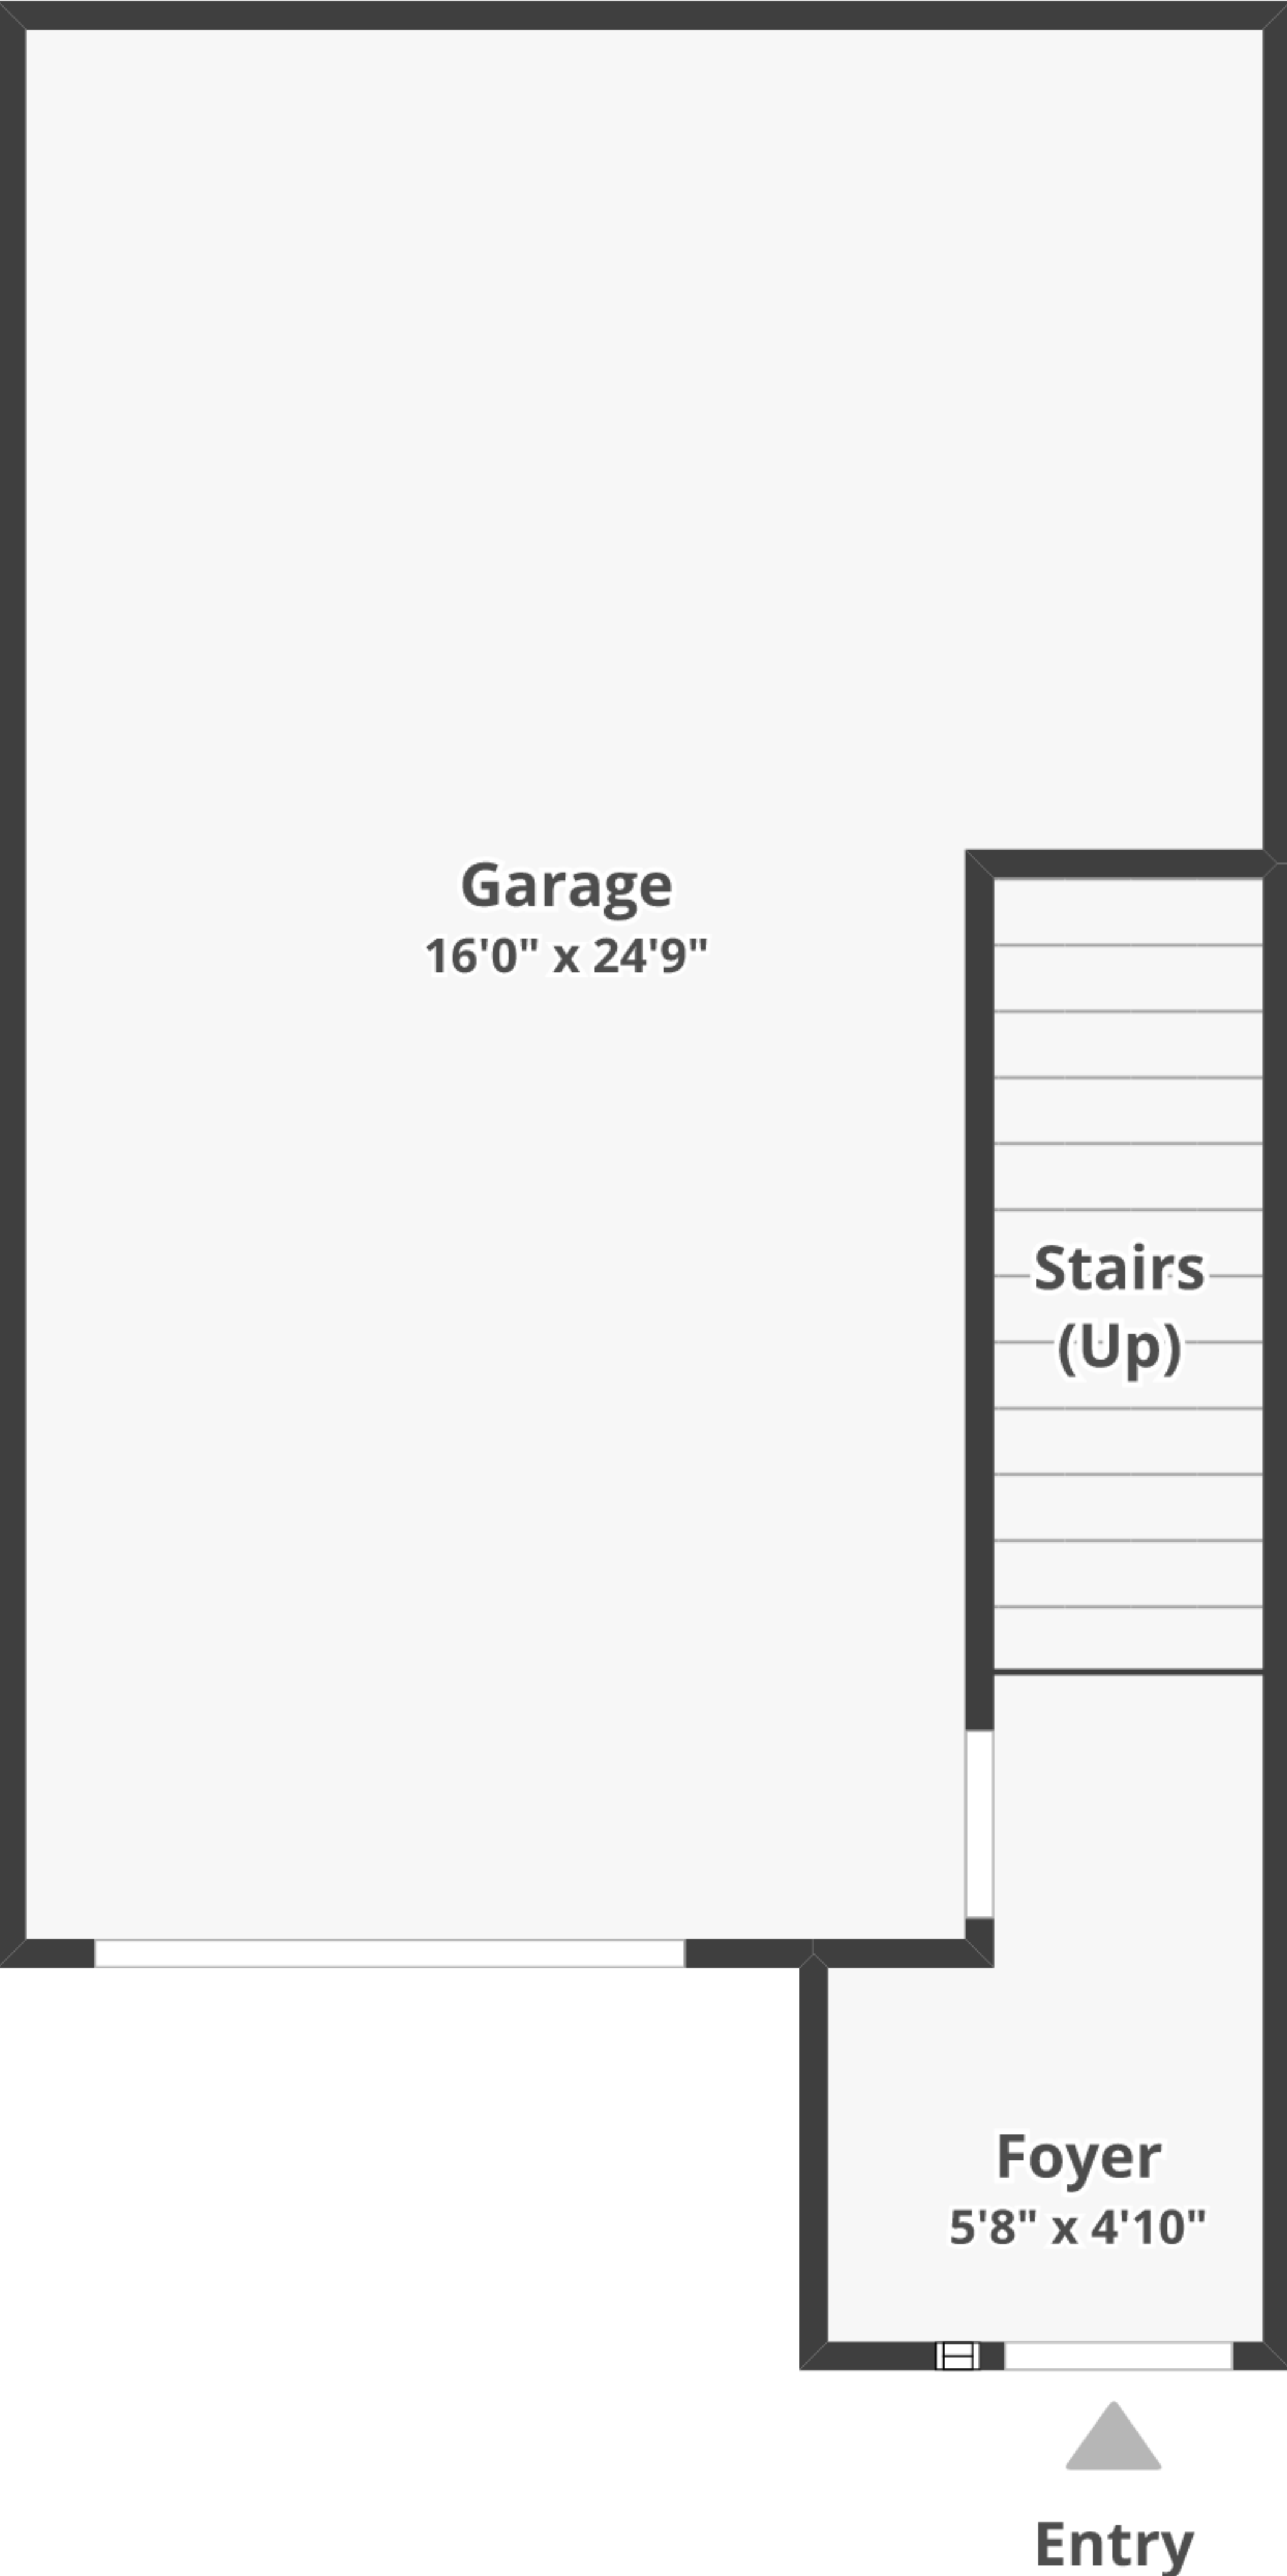 Garage
16'0" x 24'9"
Stairs
(Up)
Foyer
5'8" x 4'10"
Entry